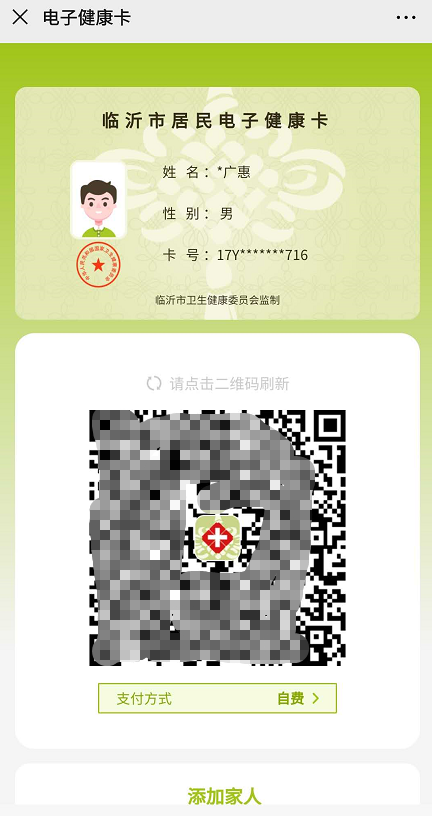 电子健康卡
临沂市居民电子健康卡
姓 名：*广惠
性 别： 男
卡 号：17Y*******716
临沂市卫生健康委员会监制
请点击二维码刷新
支付方式 自费
添加家人